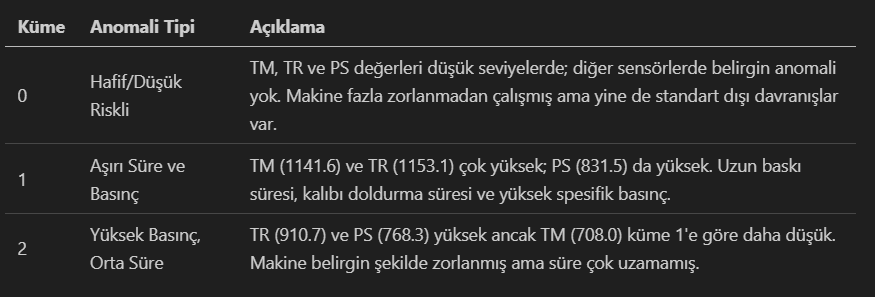 Küme Anomali Tipi Açıklama
0 Hafif/Düşük Riskli TM, TR ve PS değerleri düşük seviyelerde; diğer sensörlerde belirgin anomali
yok. Makine fazla zorlanmadan çalışmış ama yine de standart dışı davranışlar
var.
1 Aşırı Süre ve Basınç TM (1141.6) ve TR (1153.1) çok yüksek; PS (831.5) da yüksek. Uzun baskı
süresi, kalıbı doldurma süresi ve yüksek spesifik basınç.
2 Yüksek Basınç, Orta Süre TR (910.7) ve PS (768.3) yüksek ancak TM (708.0) küme 1'e göre daha düşük.
Makine belirgin şekilde zorlanmış ama süre çok uzamamış.